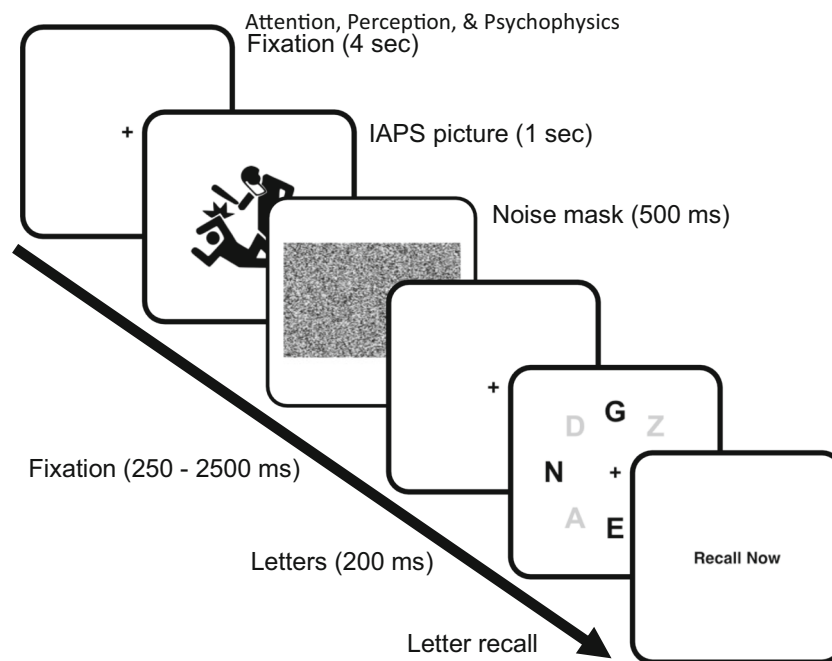 Attention, Perception, & Psychophysics
Fixation (4 sec)
+
IAPS picture (1 sec)
Noise mask (500 ms)
+
Fixation (250 - 2500 ms)
D G Z
N +
A E
Letters (200 ms)
Recall Now
Letter recall